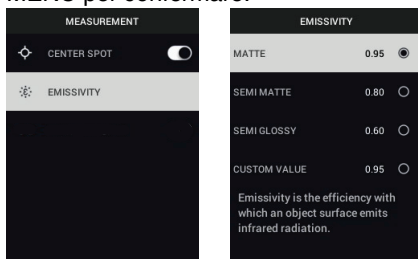 MENU per confermare.
MEASUREMENT
CENTER SPOT
EMISSIVITY
EMISSIVITY
MATTE 0.95
SEMI MATTE 0.80
SEMI GLOSSY 0.60
CUSTOM VALUE 0.95
Emissivity is the efficiency with
which an object surface emits
infrared radiation.